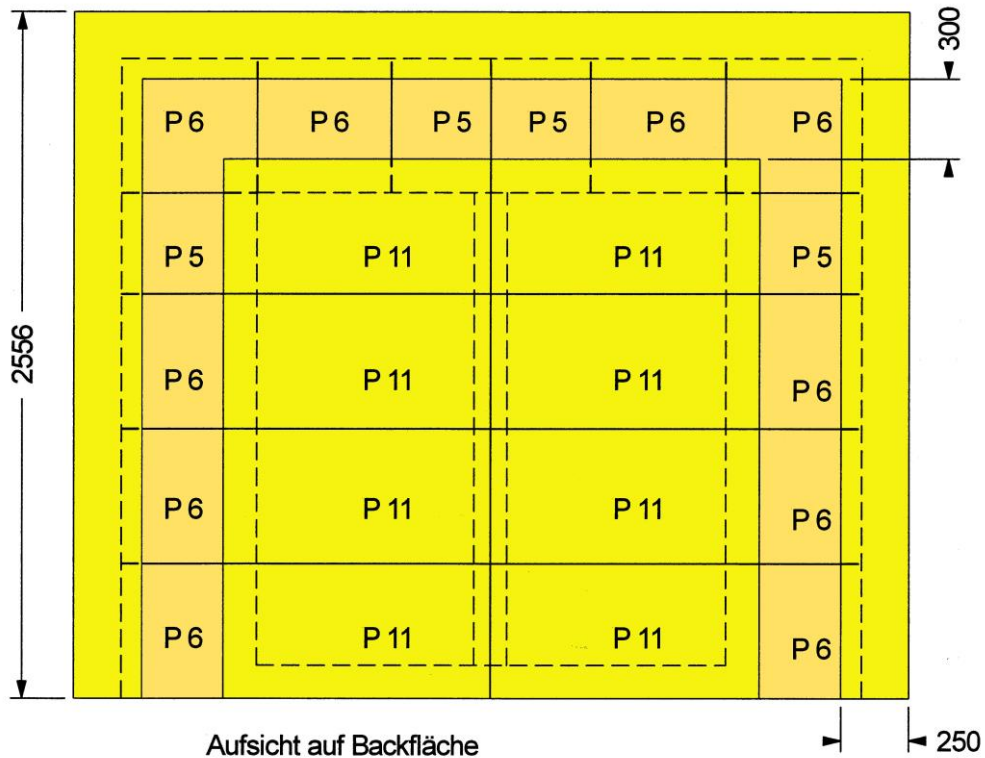 300
P 6 P 6 P 5 P 5 P 6 P 6
P 5 P 11 P 11 P 5
2556
P 6 P 11 P 11 P 6
P 6 P 11 P 11 P 6
P 6 P 11 P 11 P 6
Aufsicht auf Backfläche
250